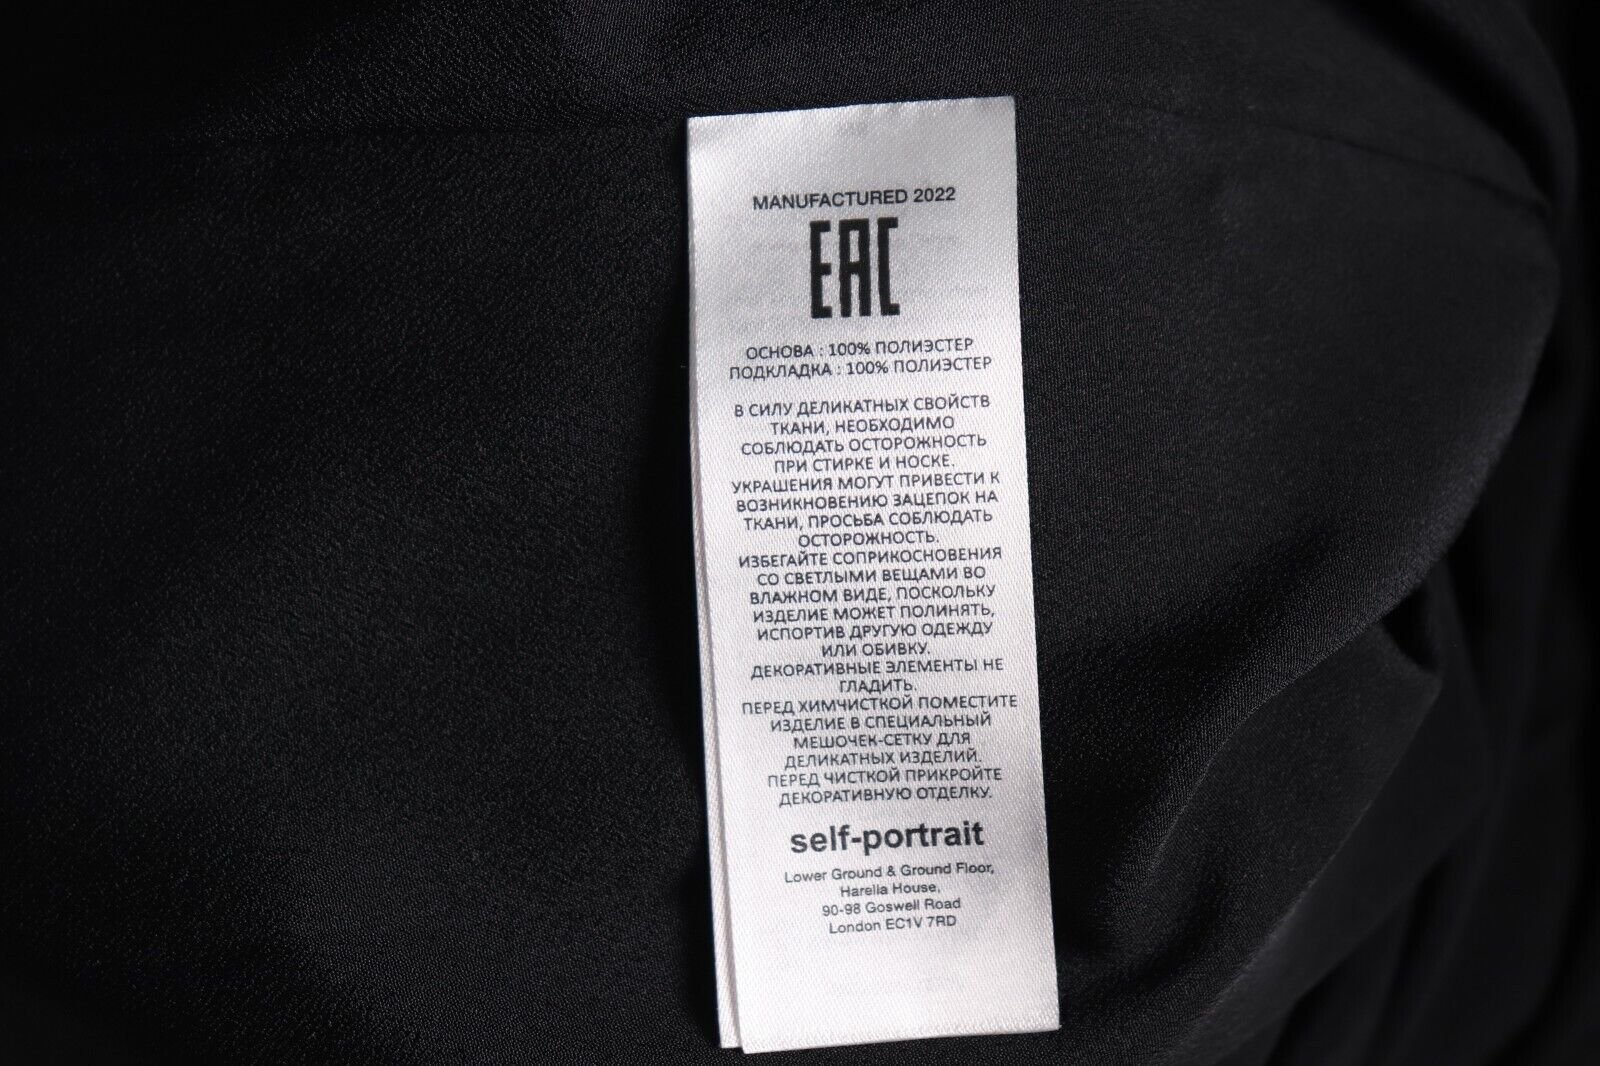 MANUFACTURED 2022
EAC
ОСНОВА : 100% ПОЛИЭСТЕР
ПОДКЛАДКА : 100% ПОЛИЭСТЕР
В СИЛУ ДЕЛИКАТНЫХ СВОЙСТВ
ТКАНИ, НЕОБХОДИМО
СОБЛЮДАТЬ ОСТОРОЖНОСТЬ
ПРИ СТИРКЕ И НОСКЕ.
УКРАШЕНИЯ МОГУТ ПРИВЕСТИ К
ВОЗНИКНОВЕНИЮ ЗАЦЕПОК НА
ТКАНИ, ПРОСЬБА СОБЛЮДАТЬ
ОСТОРОЖНОСТЬ.
ИЗБЕГАЙТЕ СОПРИКОСНОВЕНИЯ
СО СВЕТЛЫМИ ВЕЩАМИ ВО
ВЛАЖНОМ ВИДЕ, ПОСКОЛЬКУ
ИЗДЕЛИЕ МОЖЕТ ПОЛИНЯТЬ,
ИСПОРТИВ ДРУГУЮ ОДЕЖДУ
ИЛИ ОБИВКУ.
ДЕКОРАТИВНЫЕ ЭЛЕМЕНТЫ НЕ
ГЛАДИТЬ.
ПЕРЕД ХИМЧИСТКОЙ ПОМЕСТИТЕ
ИЗДЕЛИЕ В СПЕЦИАЛЬНЫЙ
МЕШОЧЕК-СЕТКУ ДЛЯ
ДЕЛИКАТНЫХ ИЗДЕЛИЙ.
ПЕРЕД ЧИСТКОЙ ПРИКРОЙТЕ
ДЕКОРАТИВНУЮ ОТДЕЛКУ.
self-portrait
Lower Ground & Ground Floor,
Harella House,
90-98 Goswell Road
London EC1V 7RD